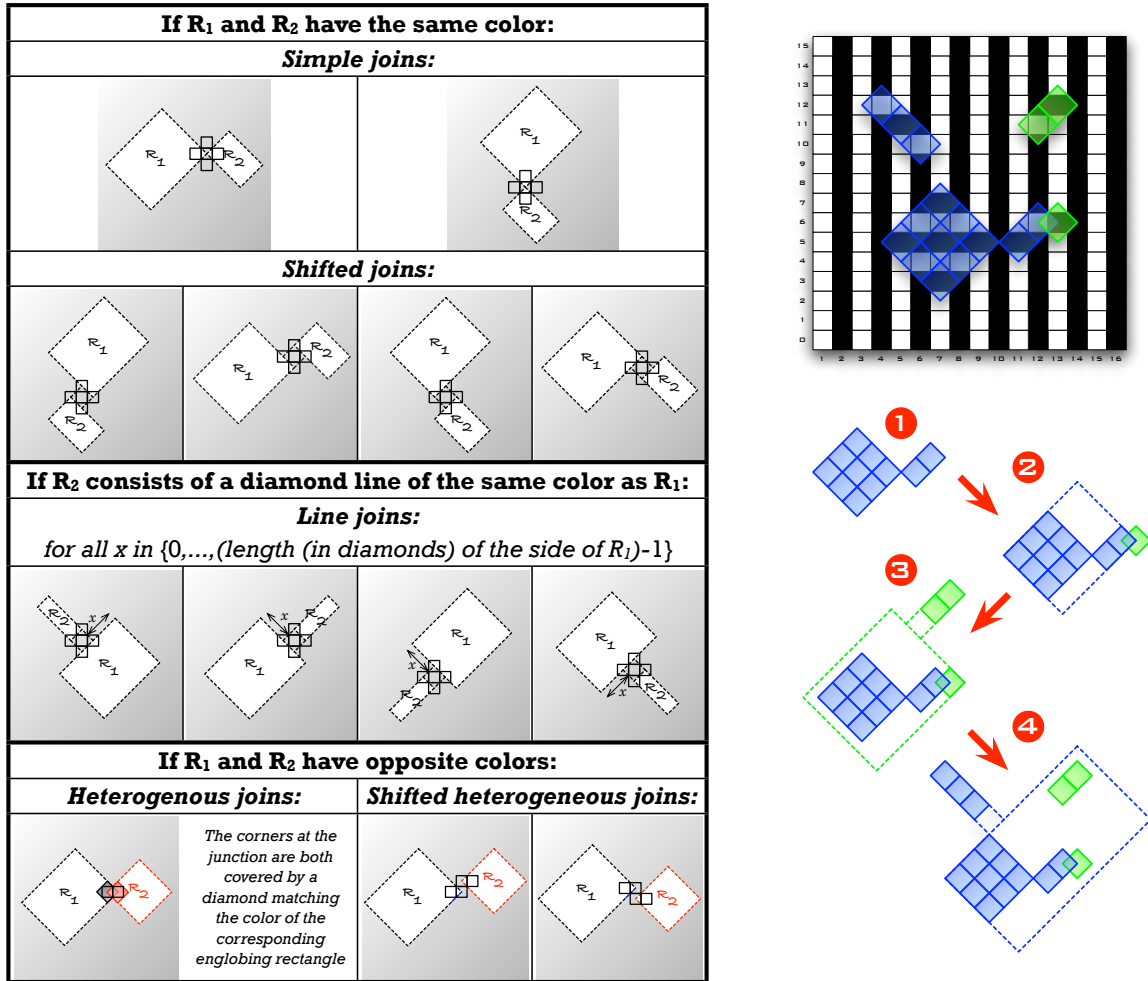 If R1 and R2 have the same color:
Simple joins:
R1
R2
R1
R2
Shifted joins:
R1
R2
R1
R2
R1
R2
R1
R2
If R2 consists of a diamond line of the same color as R1:
Line joins:
for all x in {0,...,(length (in diamonds) of the side of R1)-1}
R2
x
R1
x
R2
R1
R1
x
R2
R1
x
R2
If R1 and R2 have opposite colors:
Heterogenous joins:
Shifted heterogeneous joins:
R1
R2
The corners at the
junction are both
covered by a
diamond matching
the color of the
corresponding
englobing rectangle
R1
R2
R1
R2
15
14
13
12
11
10
9
8
7
6
5
4
3
2
1
0
1 2 3 4 5 6 7 8 9 10 11 12 13 14 15 16
1
2
3
4